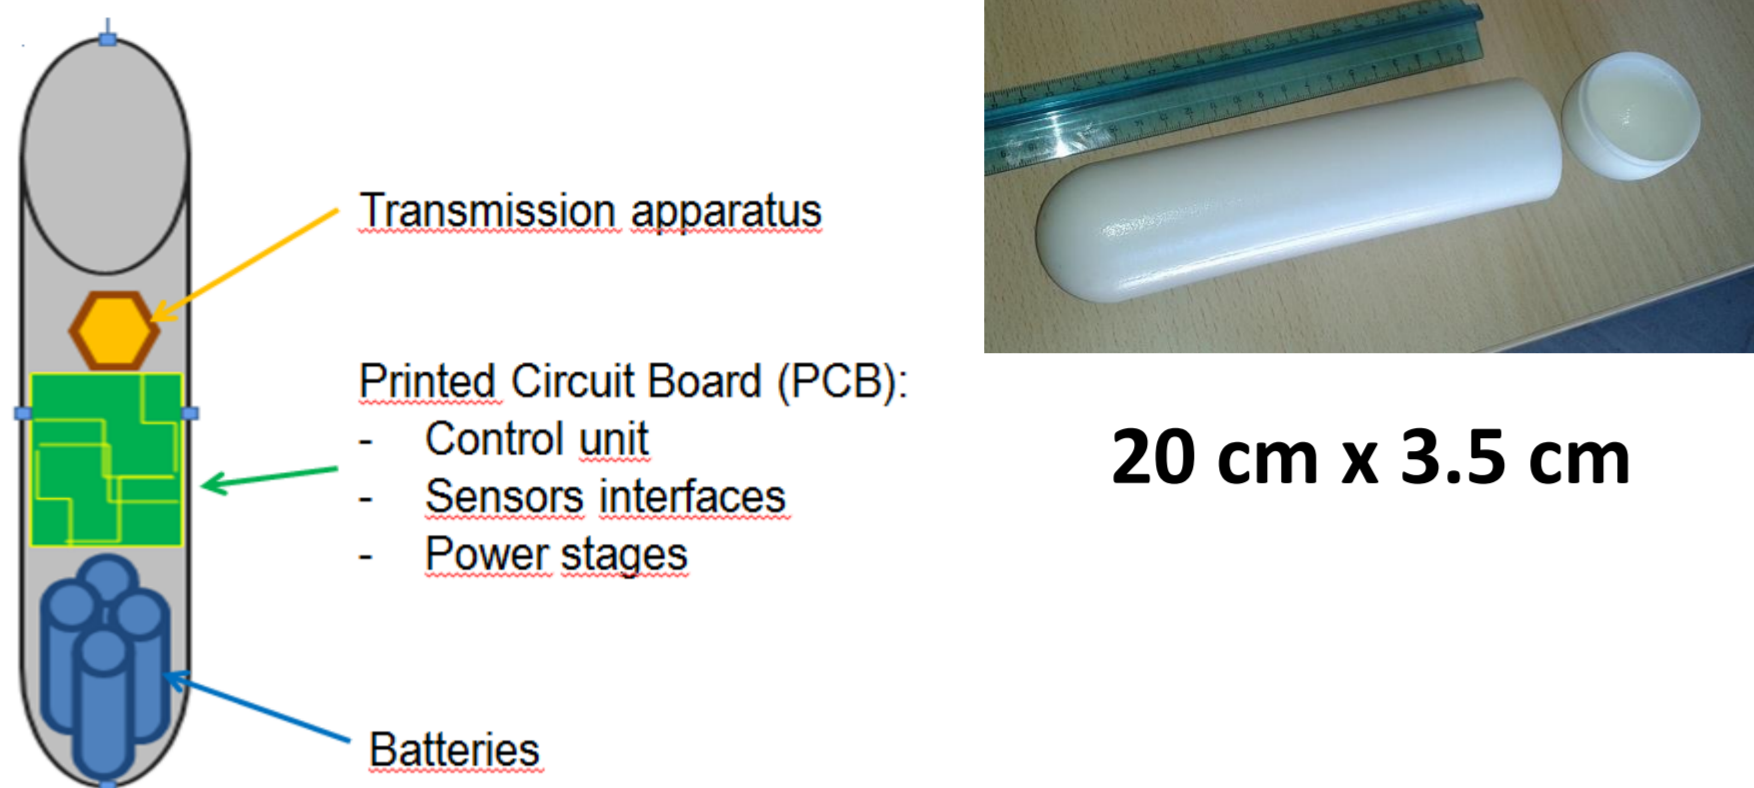 Transmission apparatus
Printed Circuit Board (PCB):
- Control unit
- Sensors interfaces
- Power stages
Batteries
20 cm x 3.5 cm